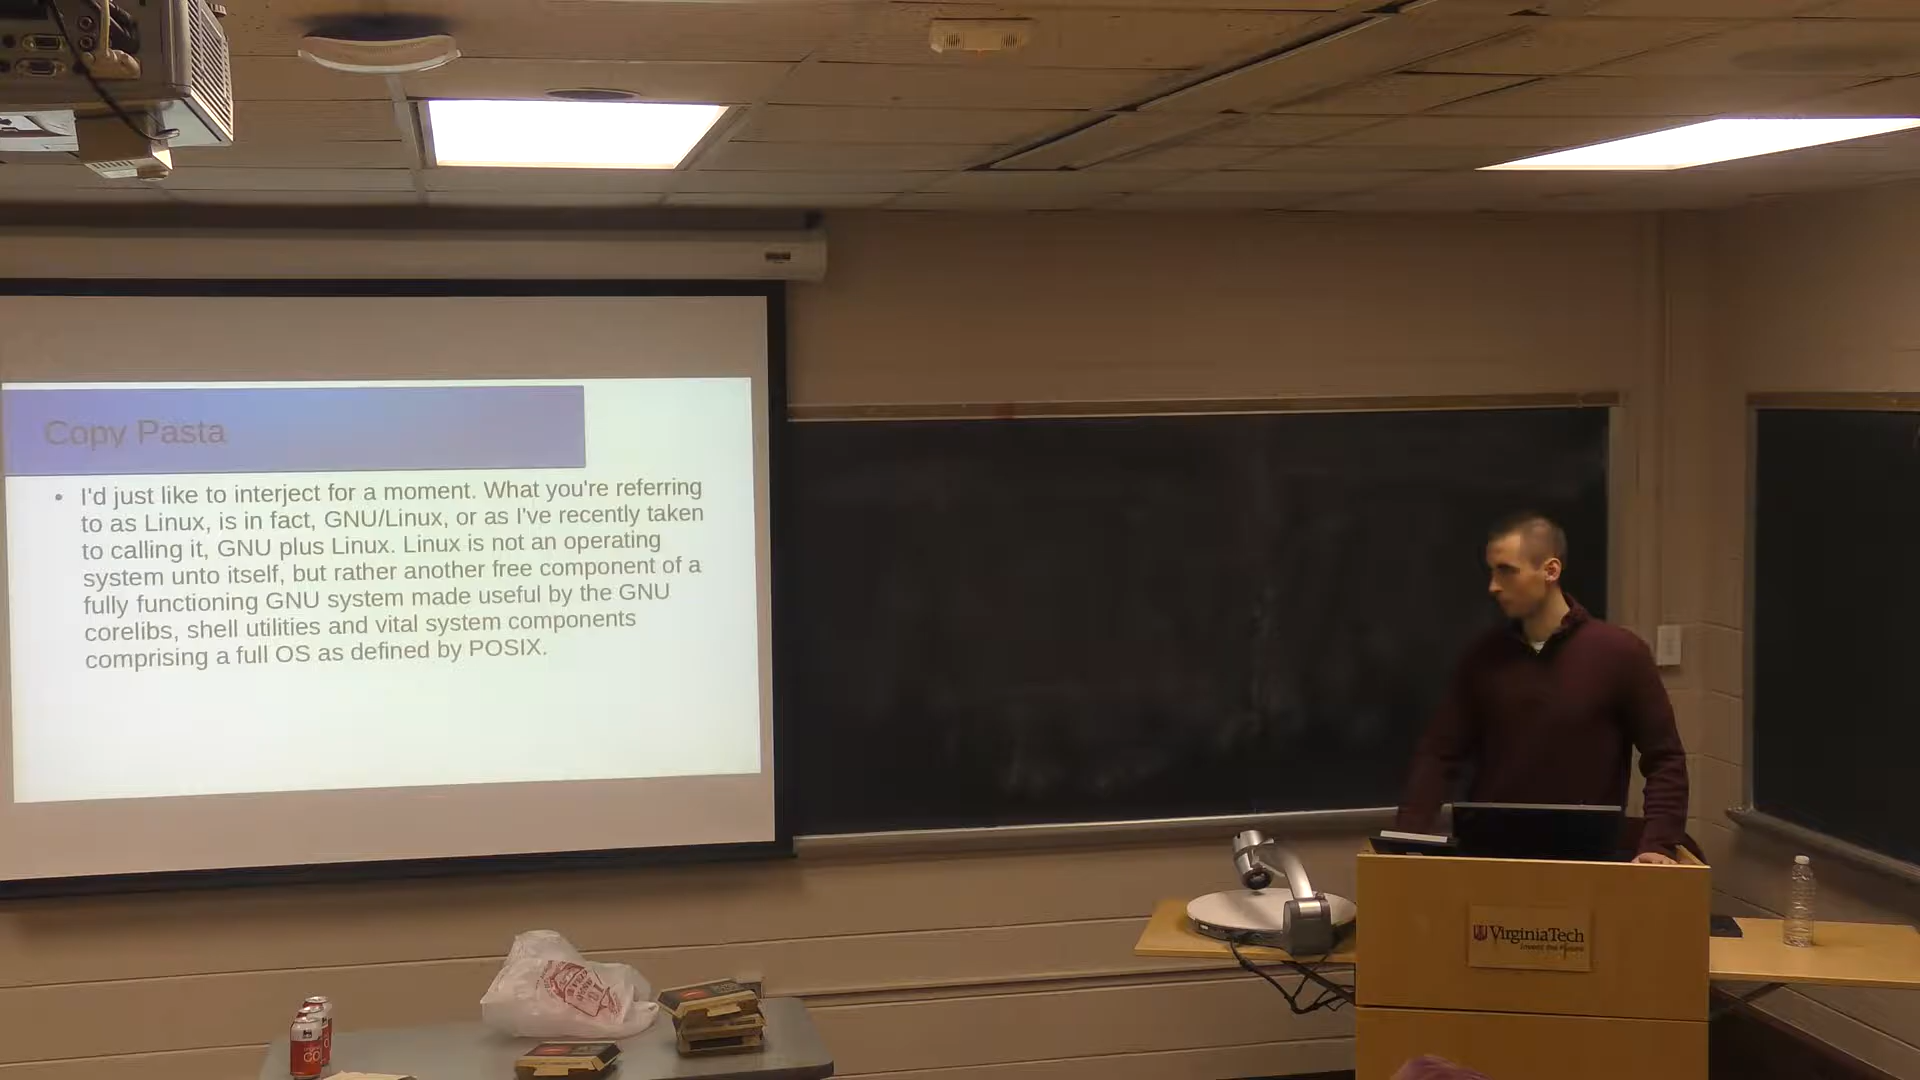 Copy Pasta
• I'd just like to interject for a moment. What you're referring
to as Linux, is in fact, GNU/Linux, or as I've recently taken
to calling it, GNU plus Linux. Linux is not an operating
system unto itself, but rather another free component of a
fully functioning GNU system made useful by the GNU
corelibs, shell utilities and vital system components
comprising a full OS as defined by POSIX.
VirginiaTech
Invent the Future